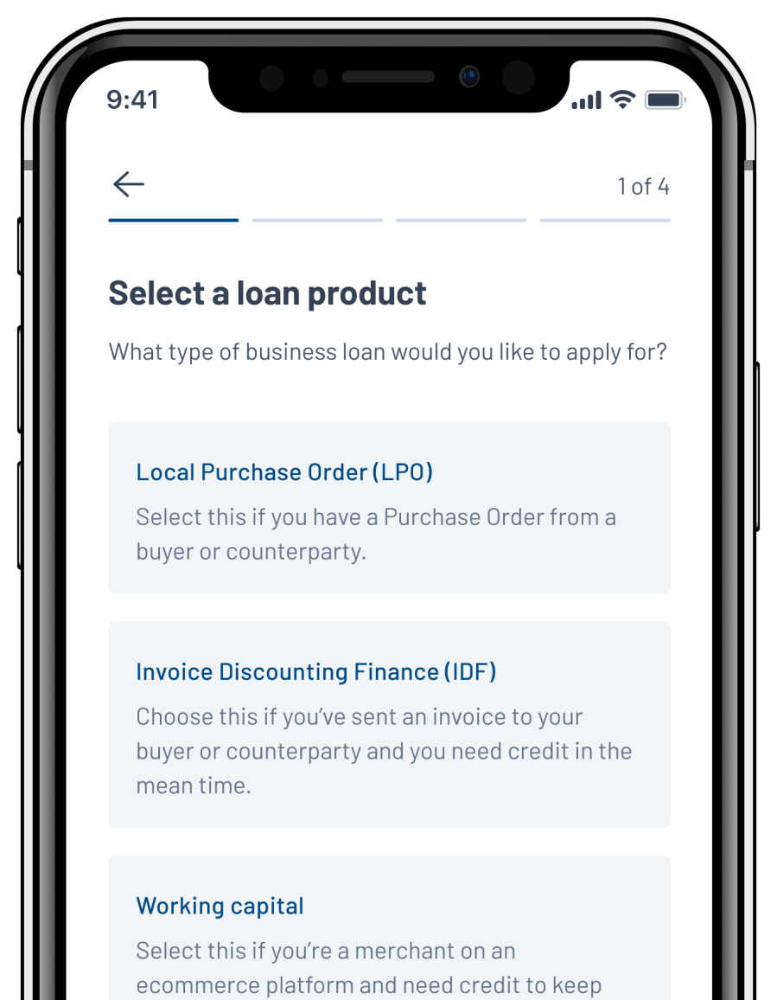 9:41
1 of 4
Select a loan product
What type of business loan would you like to apply for?
Local Purchase Order (LPO)
Select this if you have a Purchase Order from a
buyer or counterparty.
Invoice Discounting Finance (IDF)
Choose this if you’ve sent an invoice to your
buyer or counterparty and you need credit in the
mean time.
Working capital
Select this if you’re a merchant on an
ecommerce platform and need credit to keep